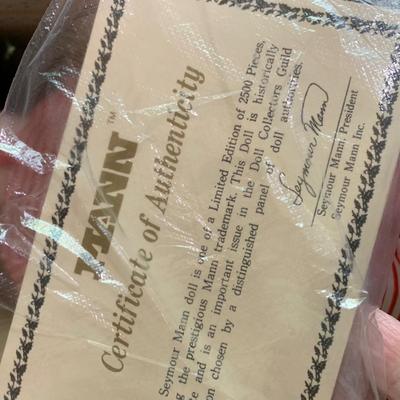 MANN™
Certificate of Authenticity
Seymour Mann doll is one of a Limited Edition of 2500 Pieces,
the prestigious Mann trademark. This Doll is historically
and is an important issue in the Doll Collectors Guild
chosen by a distinguished panel of doll authorities.
Seymour Mann
Seymour Mann, President
Seymour Mann Inc.